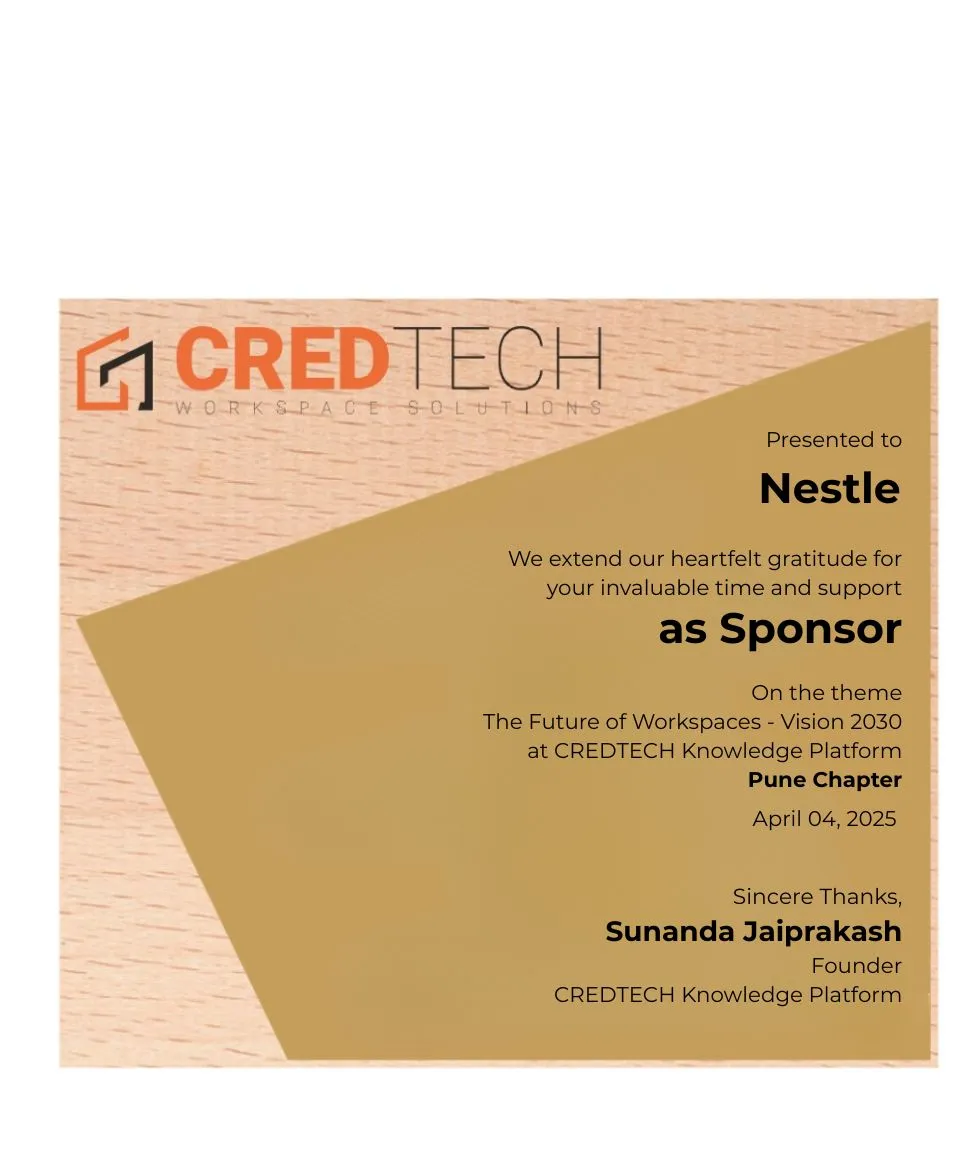 CREDTECH
WORKSPACE SOLUTIONS
Presented to
Nestle
We extend our heartfelt gratitude for
your invaluable time and support
as Sponsor
On the theme
The Future of Workspaces - Vision 2030
at CREDTECH Knowledge Platform
Pune Chapter
April 04, 2025
Sincere Thanks,
Sunanda Jaiprakash
Founder
CREDTECH Knowledge Platform